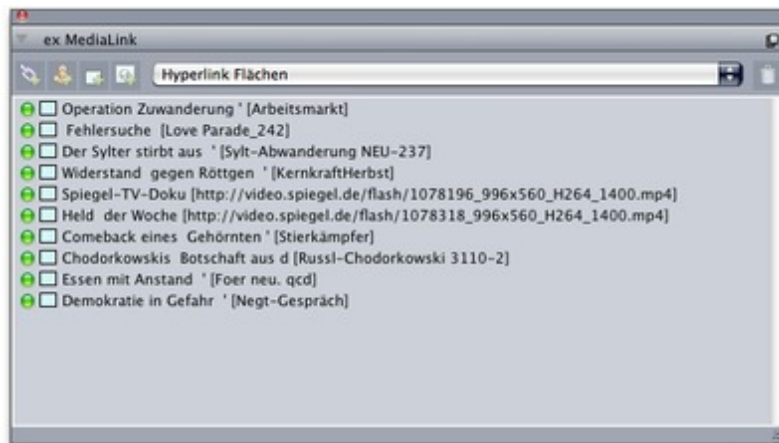 ex MediaLink
Hyperlink Flächen
Operation Zuwanderung ' [Arbeitsmarkt]
Fehlersuche [Love Parade_242]
Der Sylter stirbt aus ' [Sylt-Abwanderung NEU-237]
Widerstand gegen Röttgen ' [KernkraftHerbst]
Spiegel-TV-Doku [http://video.spiegel.de/flash/1078196_996x560_H264_1400.mp4]
Held der Woche [http://video.spiegel.de/flash/1078318_996x560_H264_1400.mp4]
Comeback eines Gehörnten ' [Stierkämpfer]
Chodorkowskis Botschaft aus d [Russl-Chodorkowski 3110-2]
Essen mit Anstand ' [Foer neu. qcd]
Demokratie in Gefahr ' [Negt-Gespräch]